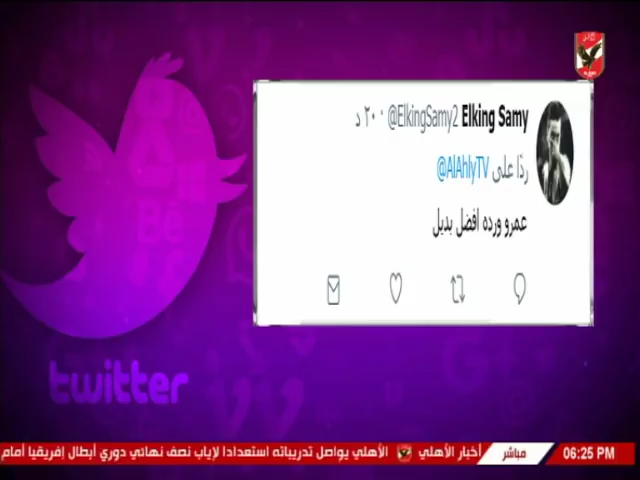 Elking Samy @ElkingSamy2 · ٢٠ د
ردًا على @AlAhlyTV
عمرو ورده افضل بديل
twitter
06:25 PM
مباشر
أخبار الأهلي
الأهلي يواصل تدريباته استعدادا لإياب نصف نهائي دوري أبطال إفريقيا أمام